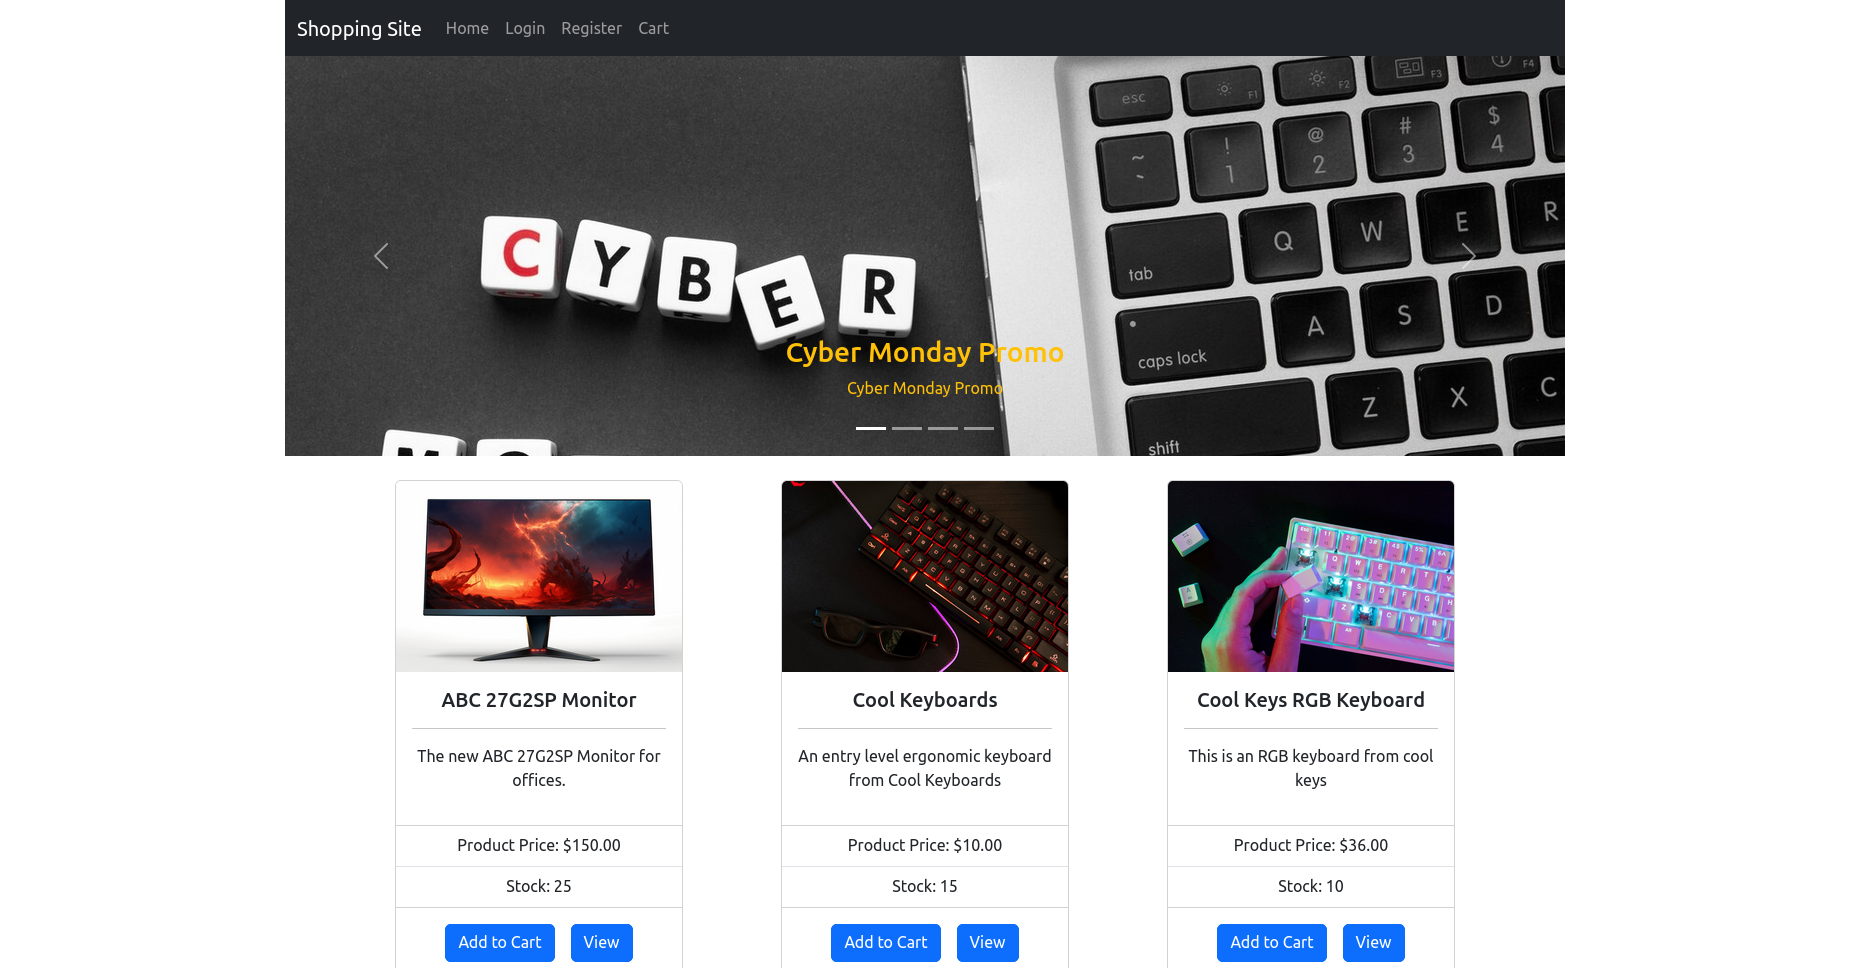 Shopping Site Home Login Register Cart
esc F1 F2 F3 F4
~ ! @ # $
` 1 2 3 4
tab Q W E R
caps lock A S D
shift Z X C
CYBER
Cyber Monday Promo
Cyber Monday Promo
ABC 27G2SP Monitor
The new ABC 27G2SP Monitor for
offices.
Product Price: $150.00
Stock: 25
Add to Cart View
Cool Keyboards
An entry level ergonomic keyboard
from Cool Keyboards
Product Price: $10.00
Stock: 15
Add to Cart View
Cool Keys RGB Keyboard
This is an RGB keyboard from cool
keys
Product Price: $36.00
Stock: 10
Add to Cart View